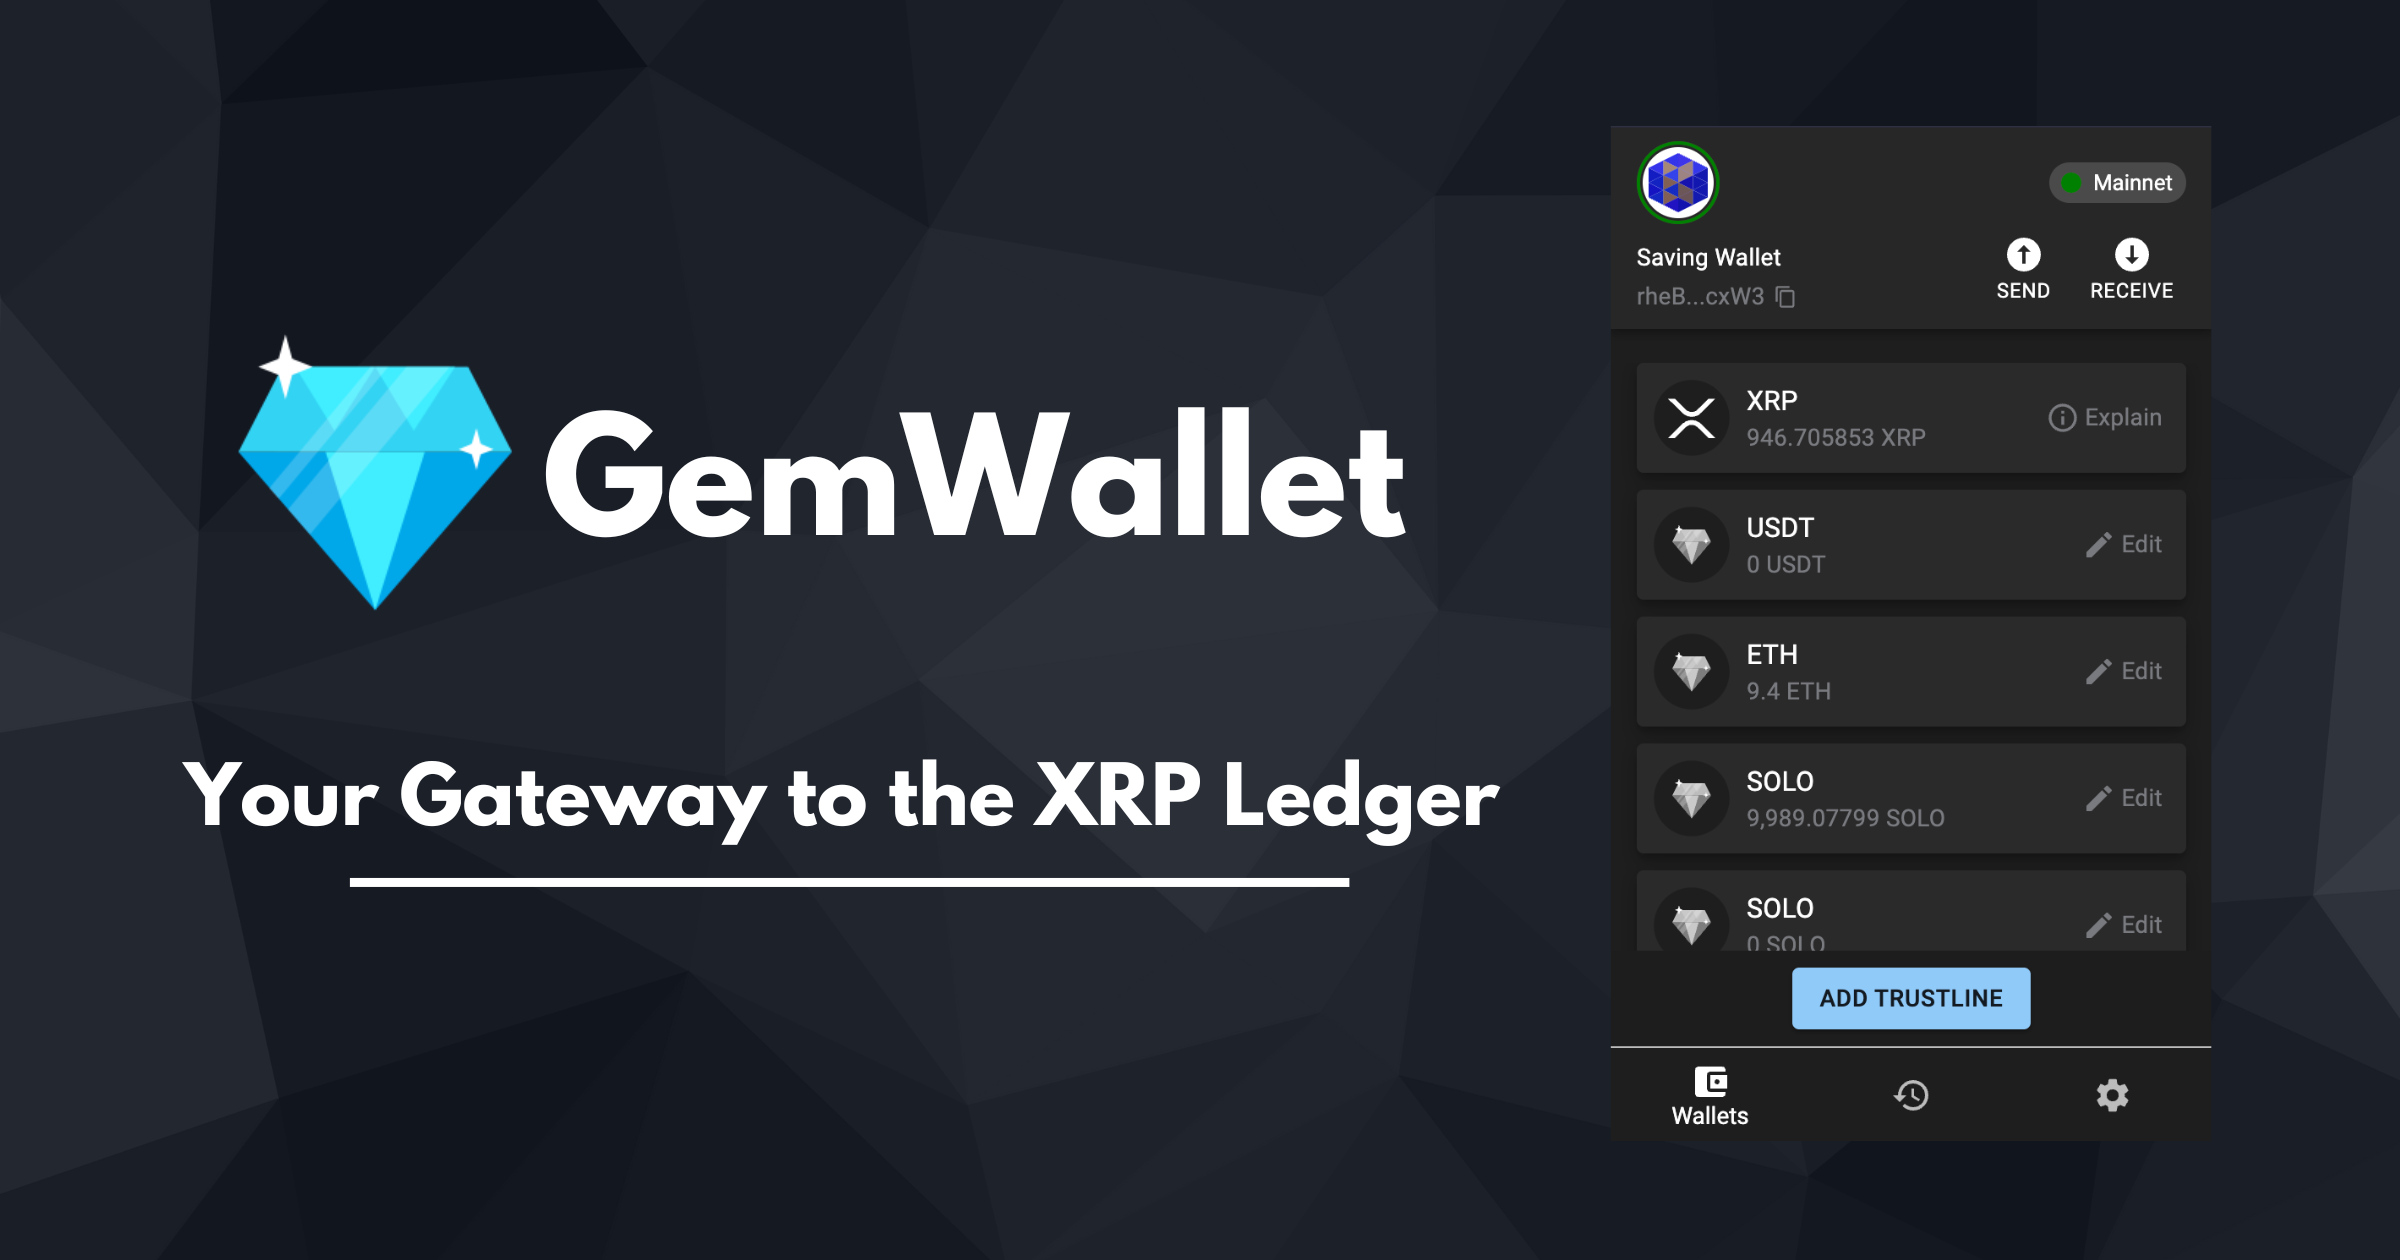 GemWallet
Your Gateway to the XRP Ledger
Mainnet
Saving Wallet
rheB...cxW3
SEND
RECEIVE
XRP
946.705853 XRP
Explain
USDT
0 USDT
Edit
ETH
9.4 ETH
Edit
SOLO
9,989.07799 SOLO
Edit
SOLO
0 SOLO
Edit
ADD TRUSTLINE
Wallets